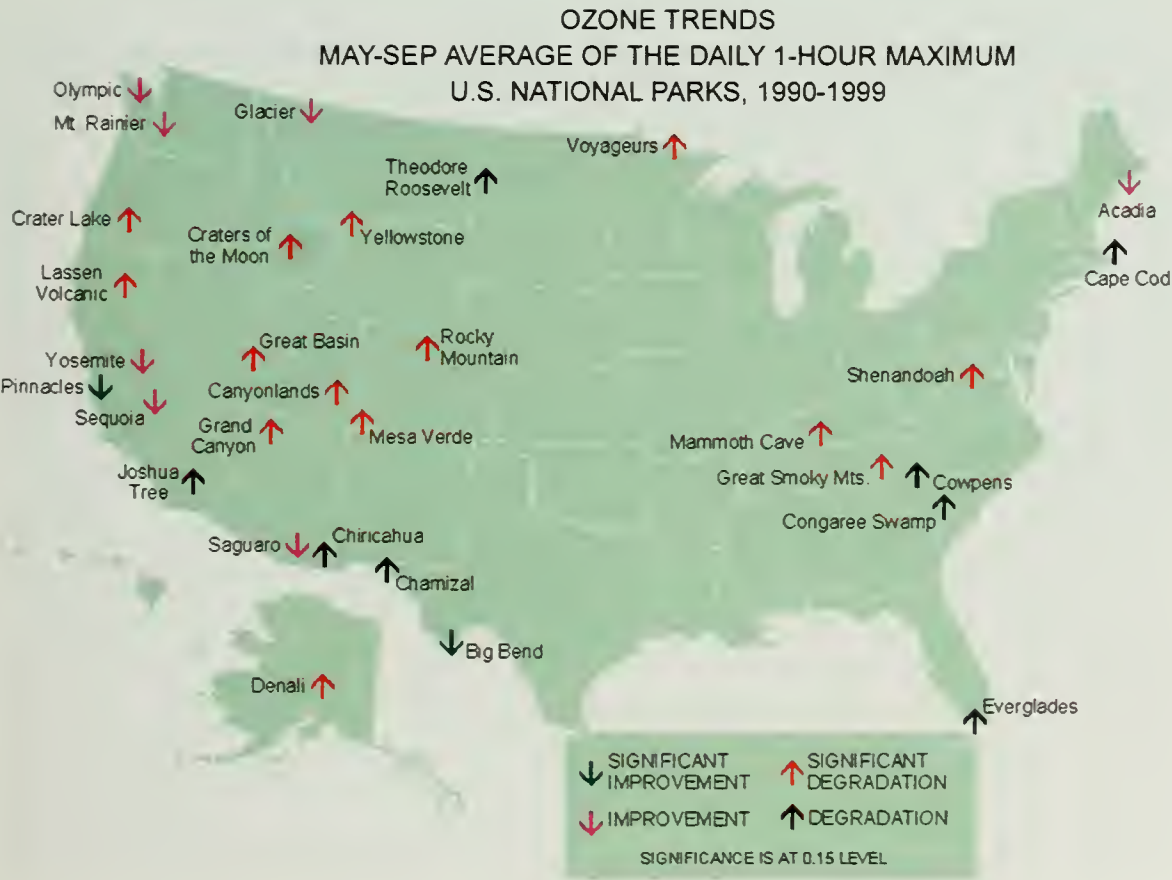 OZONE TRENDS
MAY-SEP AVERAGE OF THE DAILY 1-HOUR MAXIMUM
U.S. NATIONAL PARKS, 1990-1999
Olympic
Mt. Rainier
Glacier
Voyageurs
Theodore
Roosevelt
Acadia
Crater Lake
Craters of
the Moon
Yellowstone
Cape Cod
Lassen
Volcanic
Great Basin
Rocky
Mountain
Yosemite
Pinnacles
Sequoia
Canyonlands
Shenandoah
Grand
Canyon
Mesa Verde
Mammoth Cave
Great Smoky Mts.
Cowpens
Joshua
Tree
Congaree Swamp
Saguaro
Chiricahua
Chamizal
Big Bend
Denali
Everglades
SIGNIFICANT
IMPROVEMENT
SIGNIFICANT
DEGRADATION
IMPROVEMENT
DEGRADATION
SIGNIFICANCE IS AT 0.15 LEVEL